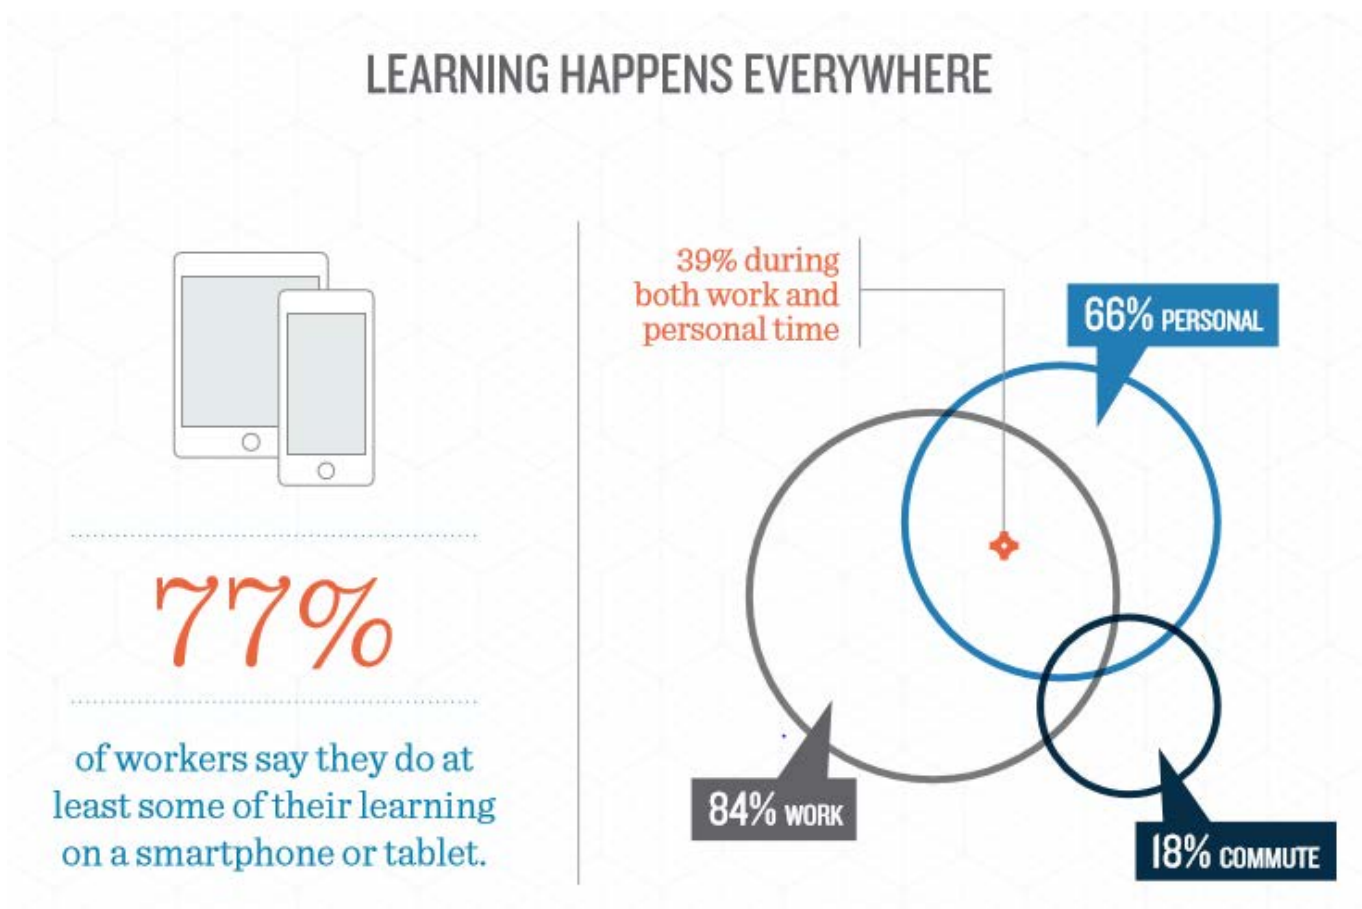 LEARNING HAPPENS EVERYWHERE
77%
of workers say they do at
least some of their learning
on a smartphone or tablet.
39% during
both work and
personal time
66% PERSONAL
84% WORK
18% COMMUTE